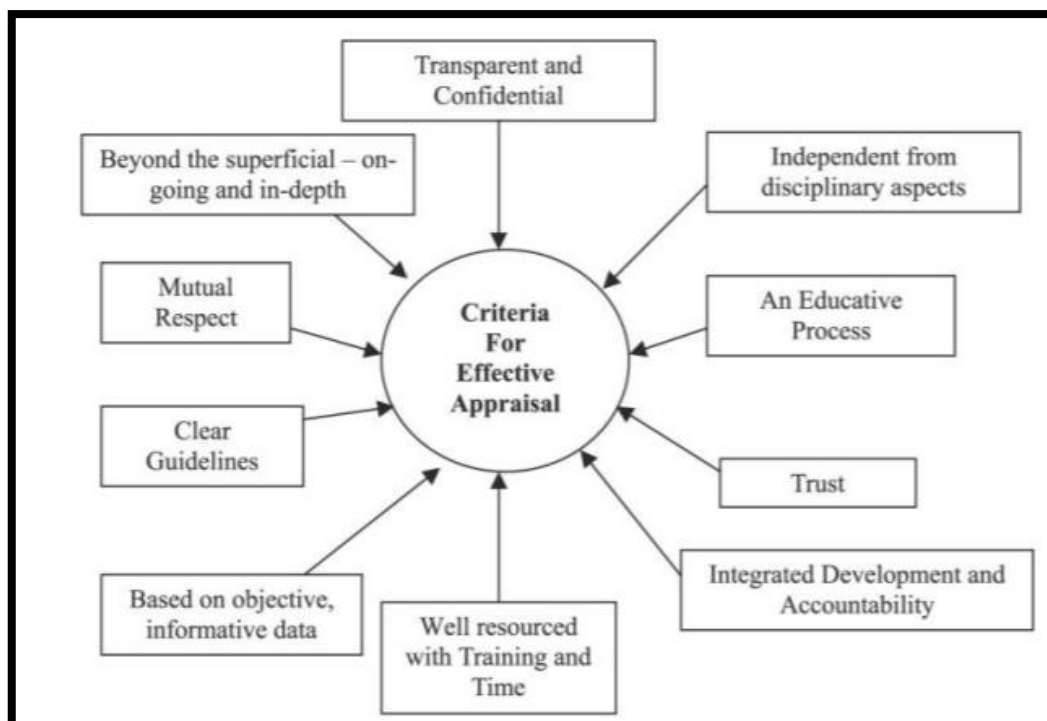 Transparent and
Confidential
Beyond the superficial – on-
going and in-depth
Independent from
disciplinary aspects
Mutual
Respect
Criteria
For
Effective
Appraisal
An Educative
Process
Clear
Guidelines
Trust
Based on objective,
informative data
Well resourced
with Training and
Time
Integrated Development and
Accountability